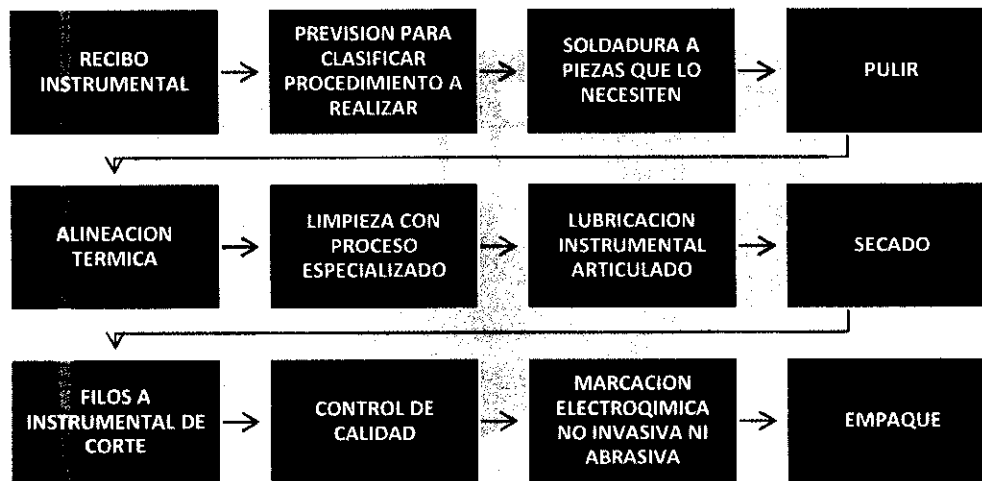 RECIBO
INSTRUMENTAL
PREVISION PARA
CLASIFICAR
PROCEDIMIENTO A
REALIZAR
SOLDADURA A
PIEZAS QUE LO
NECESITEN
PULIR
ALINEACION
TERMICA
LIMPIEZA CON
PROCESO
ESPECIALIZADO
LUBRICACION
INSTRUMENTAL
ARTICULADO
SECADO
FILOS A
INSTRUMENTAL DE
CORTE
CONTROL DE
CALIDAD
MARCACION
ELECTROQIMICA
NO INVASIVA NI
ABRASIVA
EMPAQUE